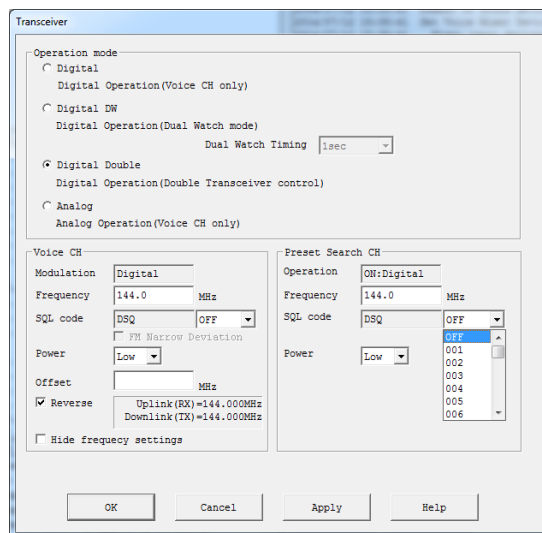 Transceiver
Operation mode
Digital
Digital Operation(Voice CH only)
Digital DW
Digital Operation(Dual Watch mode)
Dual Watch Timing 1sec
Digital Double
Digital Operation(Double Transceiver control)
Analog
Analog Operation(Voice CH only)
Voice CH
Modulation Digital
Frequency 144.0 MHz
SQL code DSQ OFF
FM Narrow Deviation
Power Low
Offset MHz
Reverse Uplink(RX)=144.000MHz
Downlink(TX)=144.000MHz
Hide frequecy settings
Preset Search CH
Operation ON:Digital
Frequency 144.0 MHz
SQL code DSQ OFF
OFF
001
002
003
004
005
006
Power Low
OK Cancel Apply Help